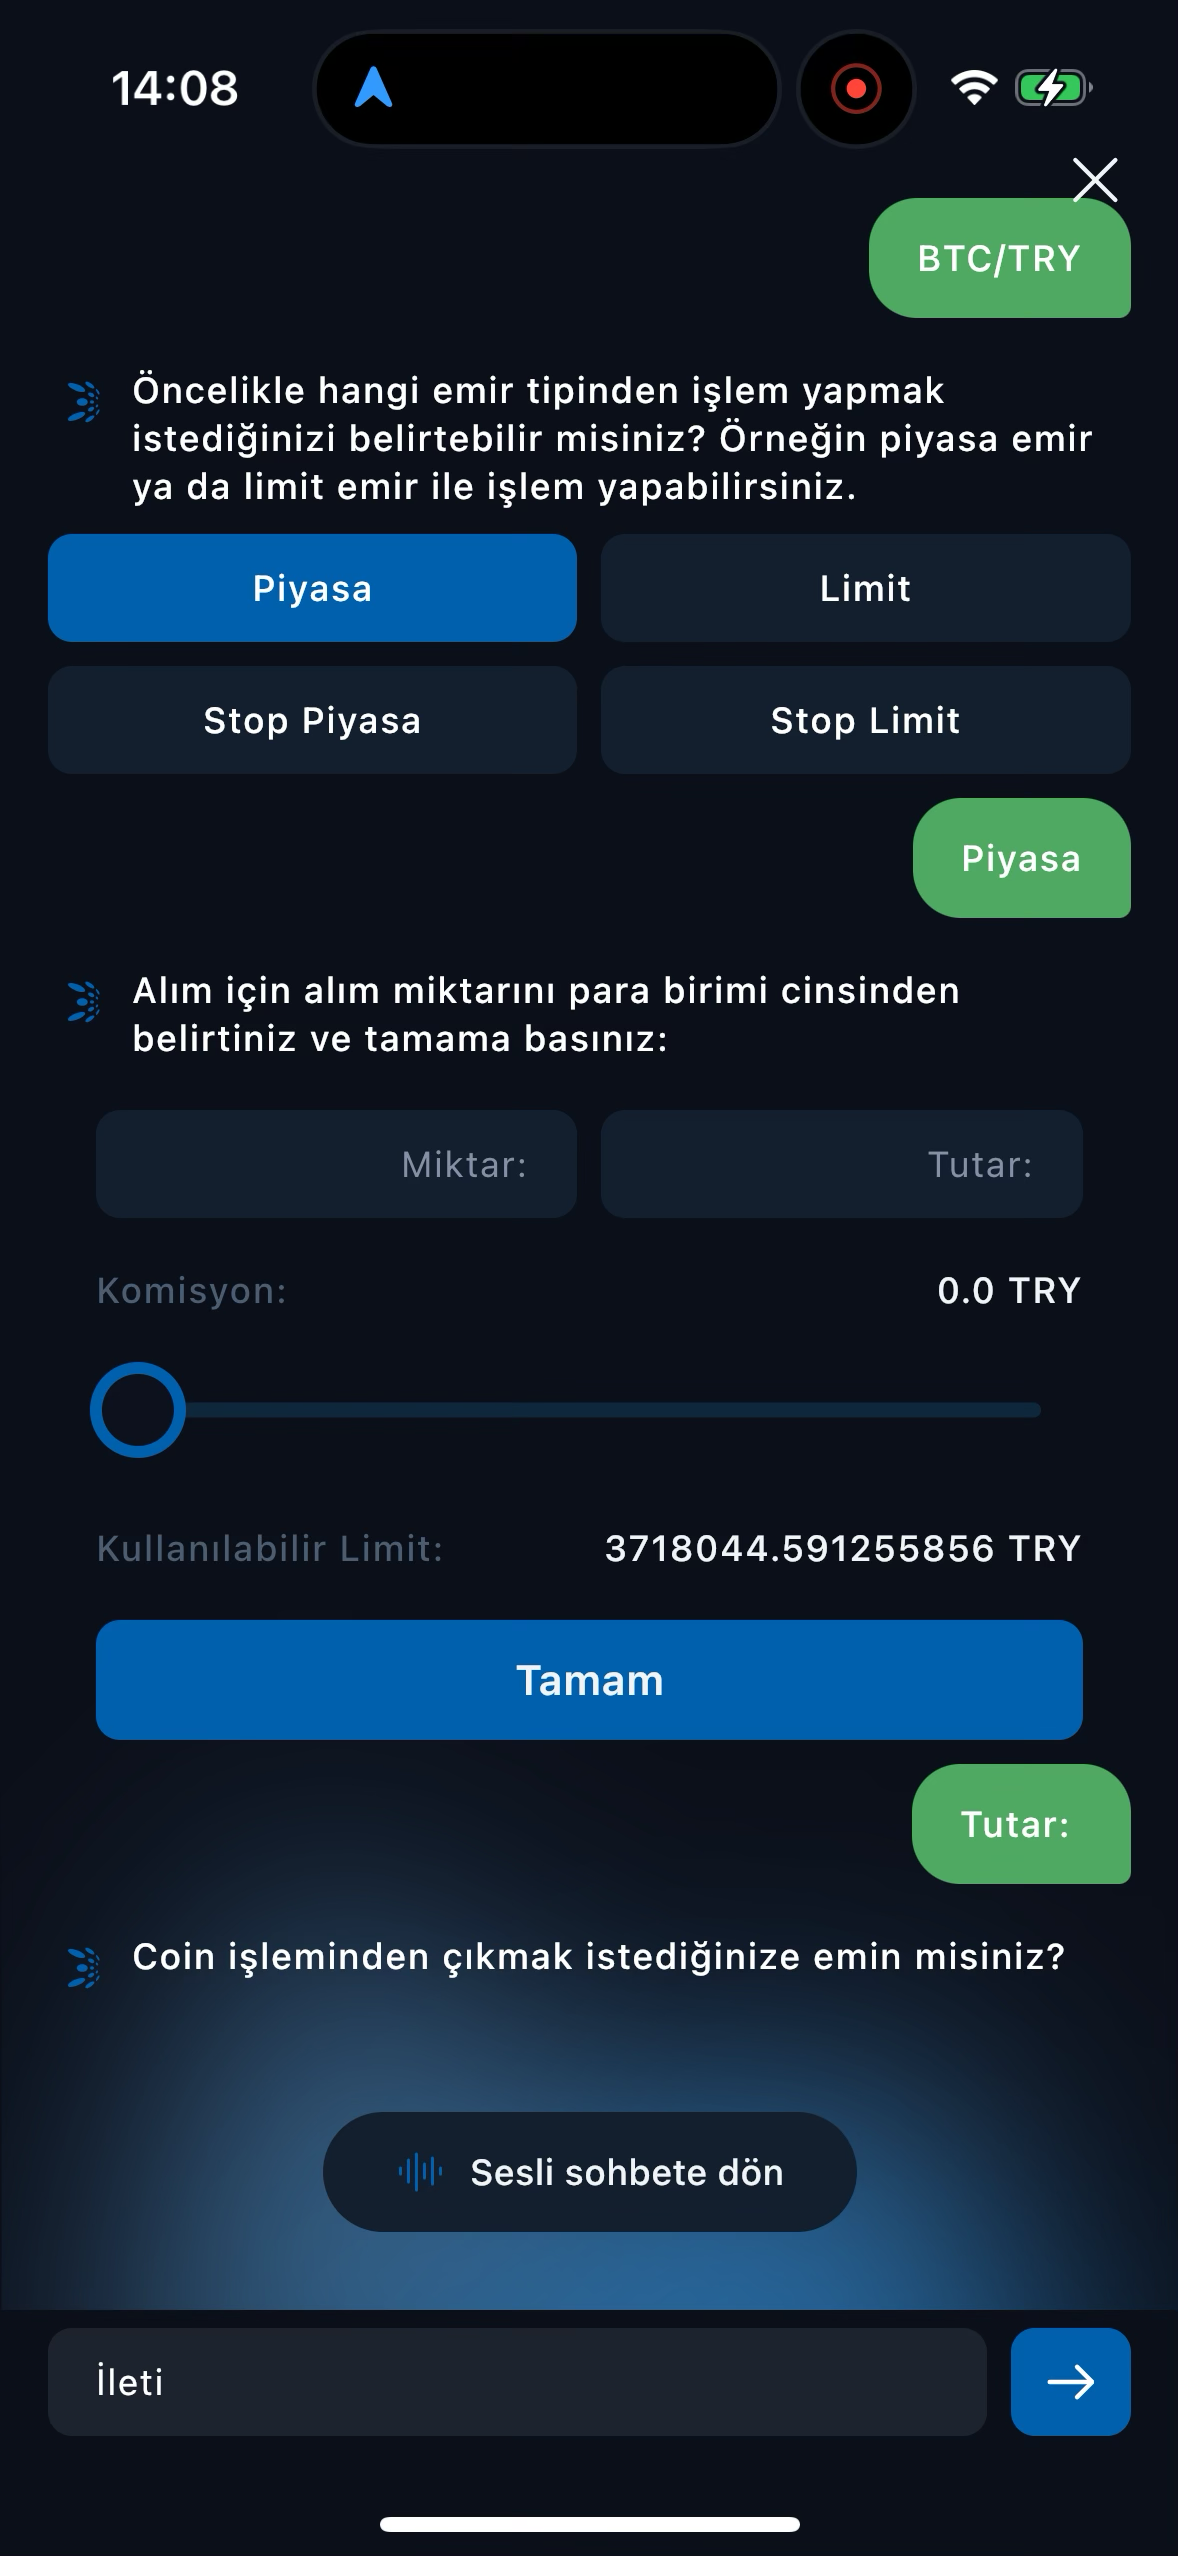 14:08
BTC/TRY
Öncelikle hangi emir tipinden işlem yapmak
istediğinizi belirtebilir misiniz? Örneğin piyasa emir
ya da limit emir ile işlem yapabilirsiniz.
Piyasa
Limit
Stop Piyasa
Stop Limit
Piyasa
Alım için alım miktarını para birimi cinsinden
belirtiniz ve tamama basınız:
Miktar:
Tutar:
Komisyon:
0.0 TRY
Kullanılabilir Limit:
3718044.591255856 TRY
Tamam
Tutar:
Coin işleminden çıkmak istediğinize emin misiniz?
Sesli sohbete dön
İleti